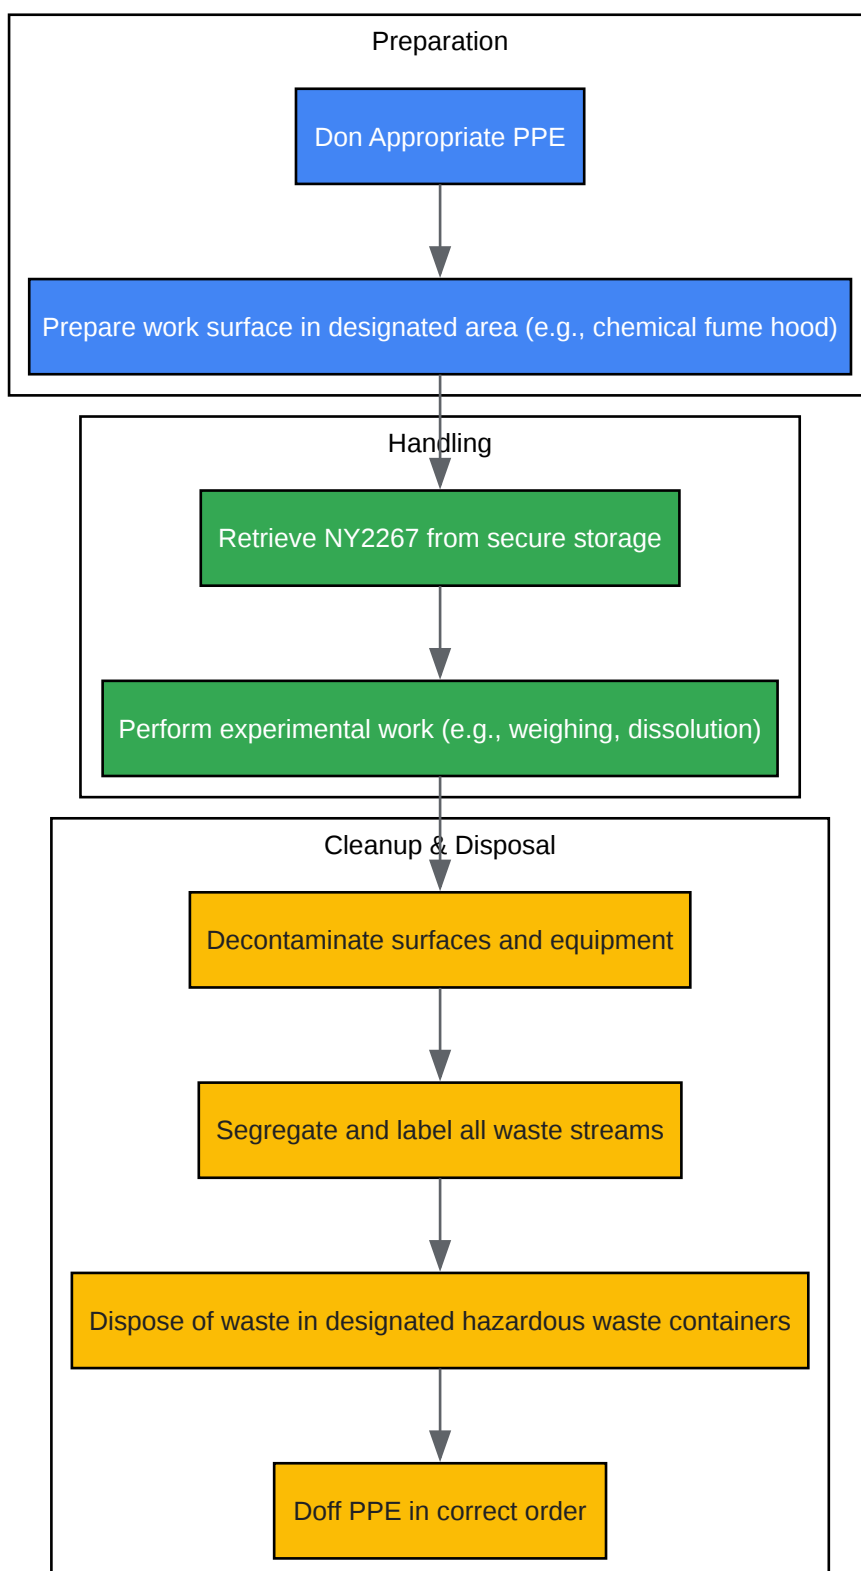 Preparation
Don Appropriate PPE
Prepare work surface in designated area (e.g., chemical fume hood)
Handling
Retrieve NY2267 from secure storage
Perform experimental work (e.g., weighing, dissolution)
Cleanup & Disposal
Decontaminate surfaces and equipment
Segregate and label all waste streams
Dispose of waste in designated hazardous waste containers
Doff PPE in correct order